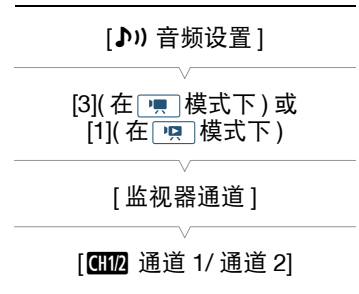 [ 音频设置 ]
[3](在 模式下) 或
[1](在 模式下)
[ 监视器通道 ]
[CH1/2 通道 1/ 通道 2]